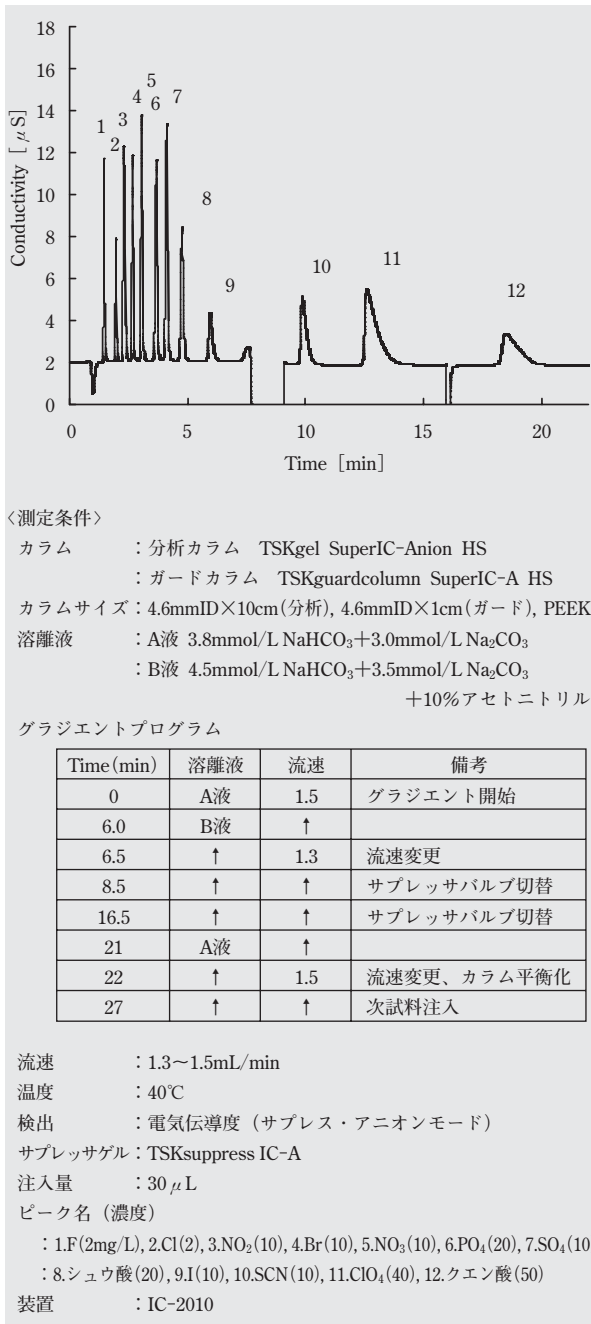 18
16
14
12
10
8
6
4
2
0
Conductivity [μS]
1
2
3
4
5
6
7
8
9
10
11
12
0 5 10 15 20
Time [min]
〈測定条件〉
カラム :分析カラム TSKgel SuperIC-Anion HS
:ガードカラム TSKguardcolumn SuperIC-A HS
カラムサイズ:4.6mmID×10cm(分析), 4.6mmID×1cm(ガード), PEEK
溶離液 :A液 3.8mmol/L NaHCO₃+3.0mmol/L Na₂CO₃
:B液 4.5mmol/L NaHCO₃+3.5mmol/L Na₂CO₃
+10%アセトニトリル
グラジエントプログラム
Time(min) 溶離液 流速 備考
0 A液 1.5 グラジエント開始
6.0 B液 ↑
6.5 ↑ 1.3 流速変更
8.5 ↑ ↑ サプレッサバルブ切替
16.5 ↑ ↑ サプレッサバルブ切替
21 A液 ↑
22 ↑ 1.5 流速変更、カラム平衡化
27 ↑ ↑ 次試料注入
流速 :1.3~1.5mL/min
温度 :40℃
検出 :電気伝導度(サプレス・アニオンモード)
サプレッサゲル:TSKsuppress IC-A
注入量 :30μL
ピーク名(濃度)
:1.F(2mg/L), 2.Cl(2), 3.NO₂(10), 4.Br(10), 5.NO₃(10), 6.PO₄(20), 7.SO₄(10
:8.シュウ酸(20), 9.I(10), 10.SCN(10), 11.ClO₄(40), 12.クエン酸(50)
装置 :IC-2010